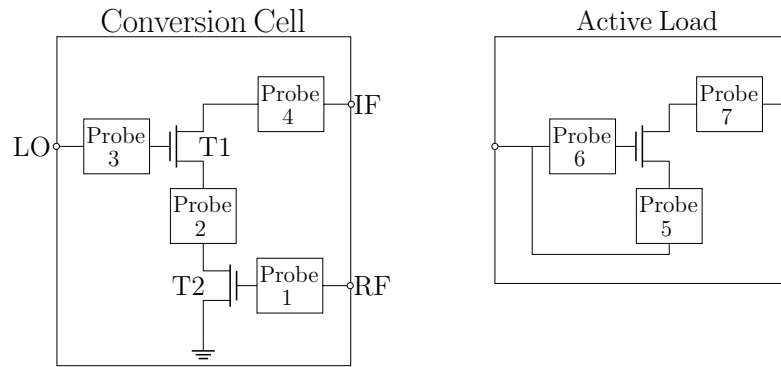 Conversion Cell
Active Load
Probe
4
IF
Probe
7
LO
Probe
3
T1
Probe
6
Probe
2
Probe
5
T2
Probe
1
RF